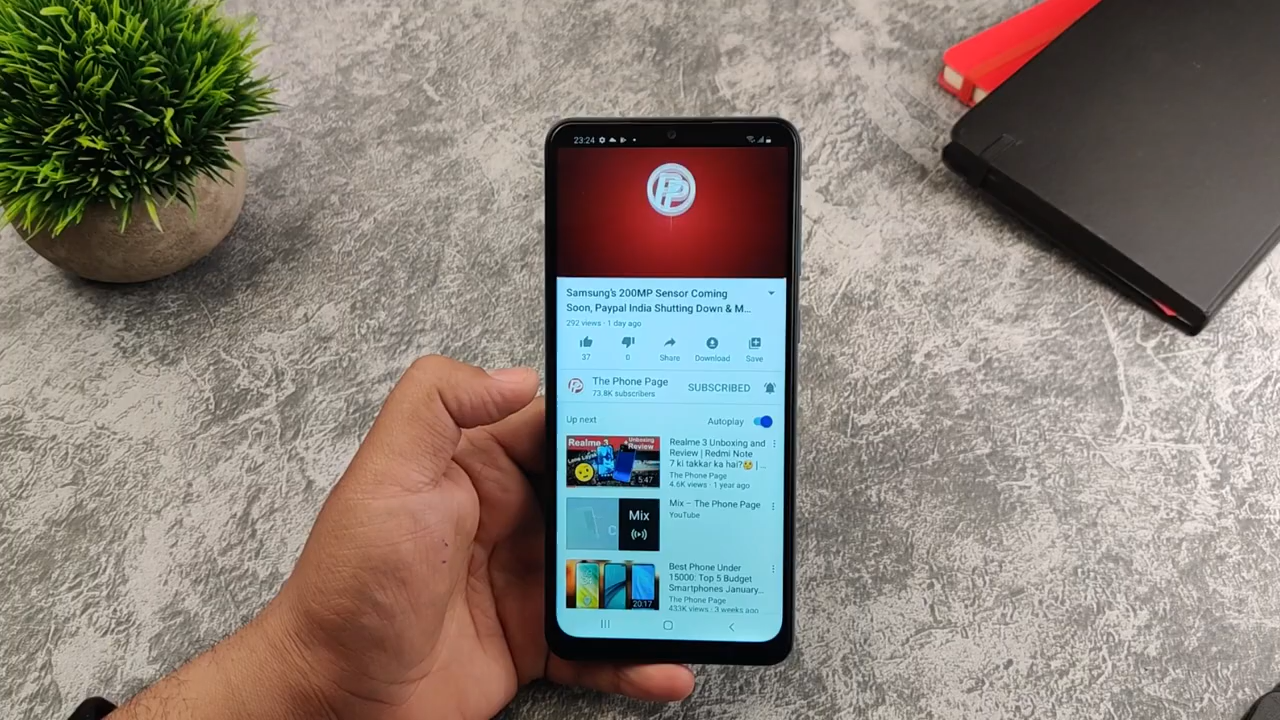 23:24
Samsung's 200MP Sensor Coming
Soon, Paypal India Shutting Down & M...
292 views · 1 day ago
37
0
Share
Download
Save
The Phone Page
73.8K subscribers
SUBSCRIBED
Up next
Autoplay
Realme 3
Unboxing
Review
5:47
Realme 3 Unboxing and
Review | Redmi Note
7 ki takkar ka hai?🤔 |...
The Phone Page
4.6K views · 1 year ago
Mix
Mix – The Phone Page
YouTube
20:17
Best Phone Under
15000: Top 5 Budget
Smartphones January...
The Phone Page
433K views · 3 weeks ago